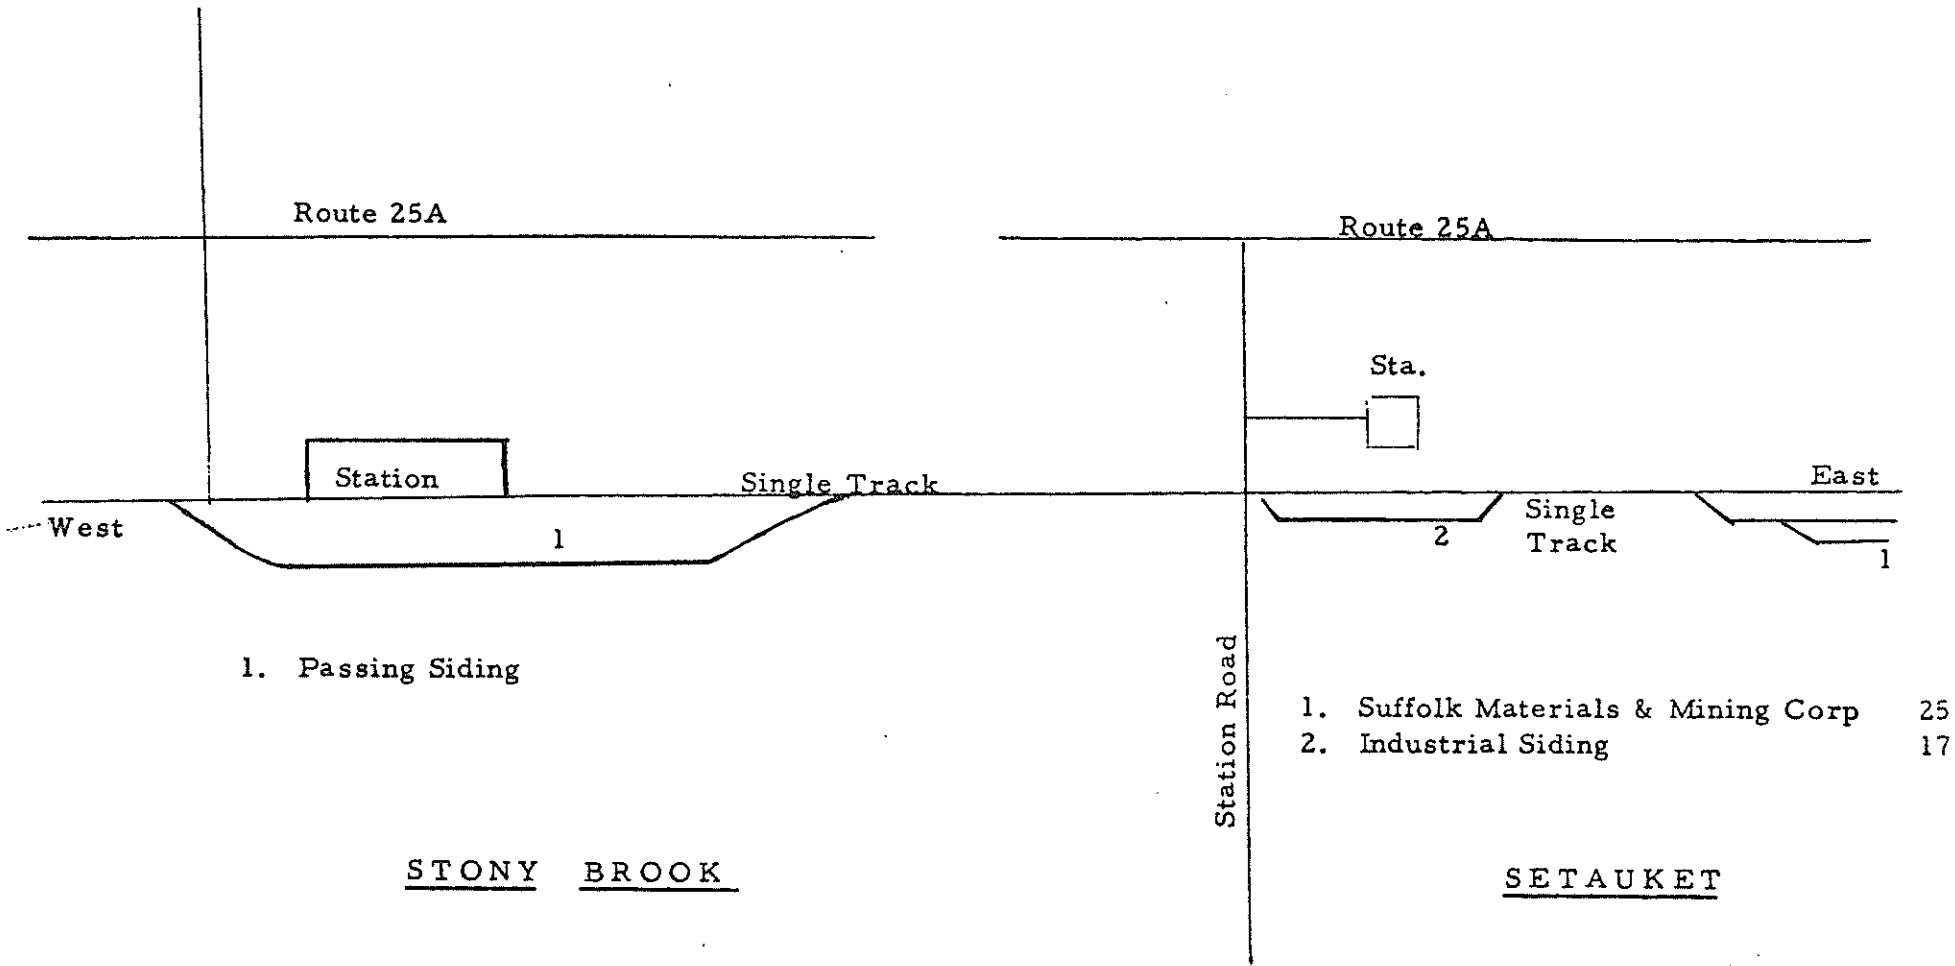 Route 25A
Route 25A
Sta.
Station
Single Track
East
West
1
2
Single
Track
1
1. Passing Siding
Station Road
1. Suffolk Materials & Mining Corp 25
2. Industrial Siding 17
STONY BROOK
SETAUKET